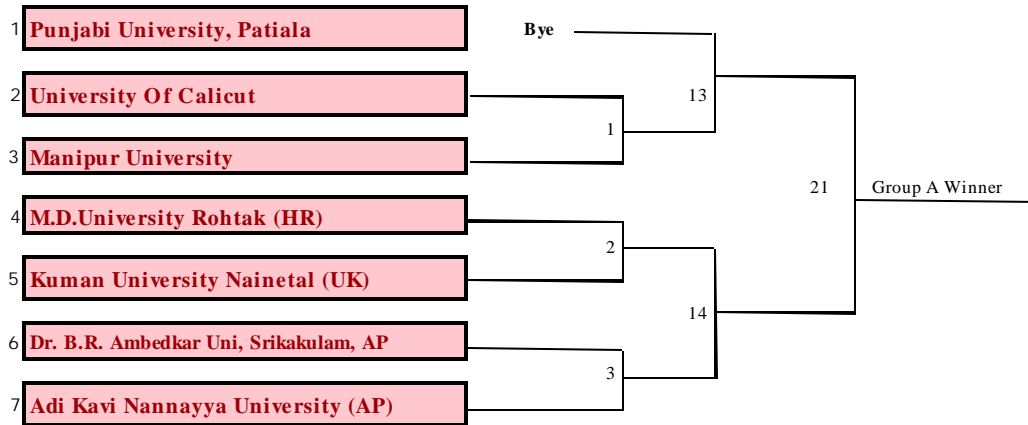 1 Punjabi University, Patiala Bye
2 University Of Calicut 13
1
3 Manipur University
21 Group A Winner
4 M.D.University Rohtak (HR)
2
5 Kuman University Nainetal (UK)
14
6 Dr. B.R. Ambedkar Uni, Srikakulam, AP
3
7 Adi Kavi Nannayya University (AP)